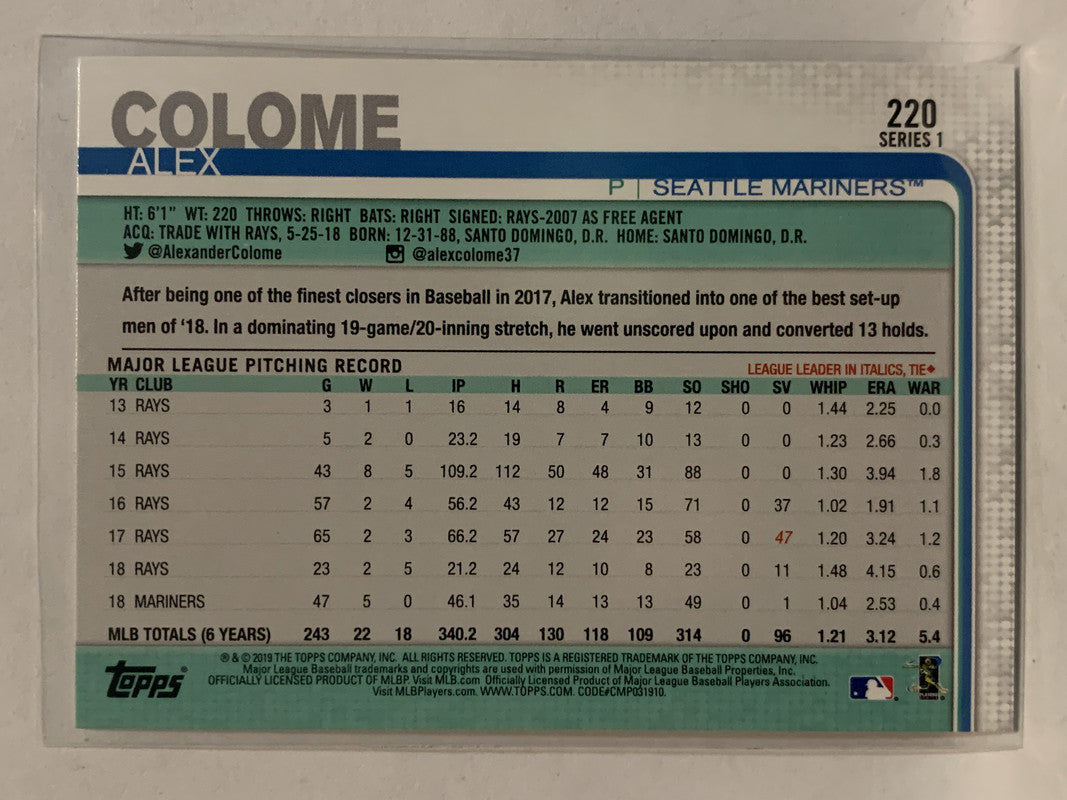 COLOME
220
SERIES 1
ALEX
P | SEATTLE MARINERS™
HT: 6'1" WT: 220 THROWS: RIGHT BATS: RIGHT SIGNED: RAYS-2007 AS FREE AGENT
ACQ: TRADE WITH RAYS, 5-25-18 BORN: 12-31-88, SANTO DOMINGO, D.R. HOME: SANTO DOMINGO, D.R.
@AlexanderColome @alexcolome37
After being one of the finest closers in Baseball in 2017, Alex transitioned into one of the best set-up
men of '18. In a dominating 19-game/20-inning stretch, he went unscored upon and converted 13 holds.
MAJOR LEAGUE PITCHING RECORD LEAGUE LEADER IN ITALICS, TIE◆
YR CLUB G W L IP H R ER BB SO SHO SV WHIP ERA WAR
13 RAYS 3 1 1 16 14 8 4 9 12 0 0 1.44 2.25 0.0
14 RAYS 5 2 0 23.2 19 7 7 10 13 0 0 1.23 2.66 0.3
15 RAYS 43 8 5 109.2 112 50 48 31 88 0 0 1.30 3.94 1.8
16 RAYS 57 2 4 56.2 43 12 12 15 71 0 37 1.02 1.91 1.1
17 RAYS 65 2 3 66.2 57 27 24 23 58 0 47 1.20 3.24 1.2
18 RAYS 23 2 5 21.2 24 12 10 8 23 0 11 1.48 4.15 0.6
18 MARINERS 47 5 0 46.1 35 14 13 13 49 0 1 1.04 2.53 0.4
MLB TOTALS (6 YEARS) 243 22 18 340.2 304 130 118 109 314 0 96 1.21 3.12 5.4
® & © 2019 THE TOPPS COMPANY, INC. ALL RIGHTS RESERVED. TOPPS IS A REGISTERED TRADEMARK OF THE TOPPS COMPANY, INC.
Major League Baseball trademarks and copyrights are used with permission of Major League Baseball Properties, Inc.
OFFICIALLY LICENSED PRODUCT OF MLBP. Visit MLB.com Officially Licensed Product of Major League Baseball Players Association.
Visit MLBPlayers.com. WWW.TOPPS.COM. CODE#CMP031910.
Topps®